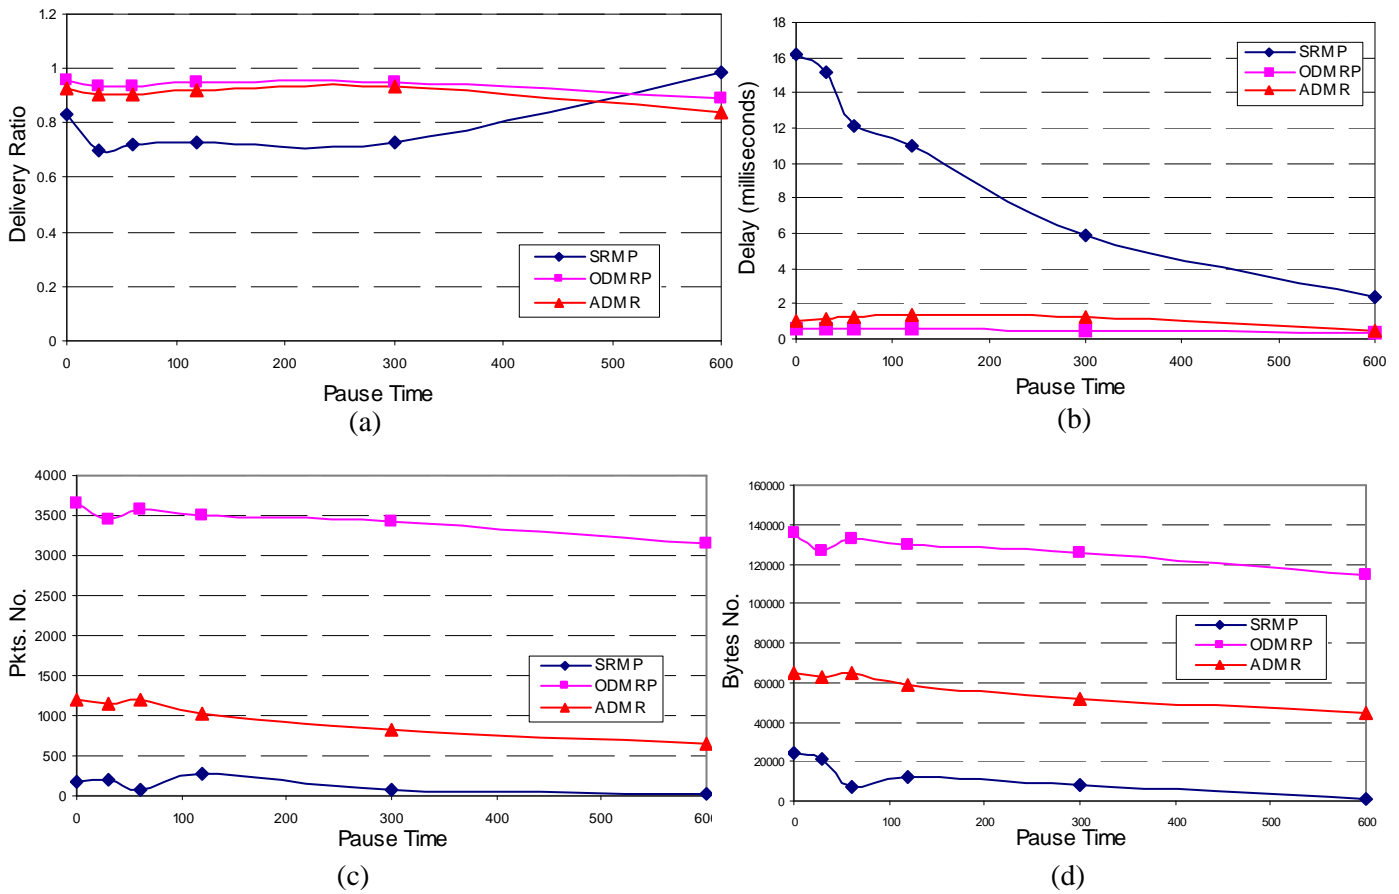 1.2
1
0.8
0.6
0.4
0.2
0
0 100 200 300 400 500 600
Delivery Ratio
Pause Time
SRMP
ODMRP
ADMR
(a)
18
16
14
12
10
8
6
4
2
0
0 100 200 300 400 500 600
Delay (milliseconds)
Pause Time
SRMP
ODMRP
ADMR
(b)
4000
3500
3000
2500
2000
1500
1000
500
0
0 100 200 300 400 500 600
Pkts. No.
Pause Time
SRMP
ODMRP
ADMR
(c)
160000
140000
120000
100000
80000
60000
40000
20000
0
0 100 200 300 400 500 600
Bytes No.
Pause Time
SRMP
ODMRP
ADMR
(d)